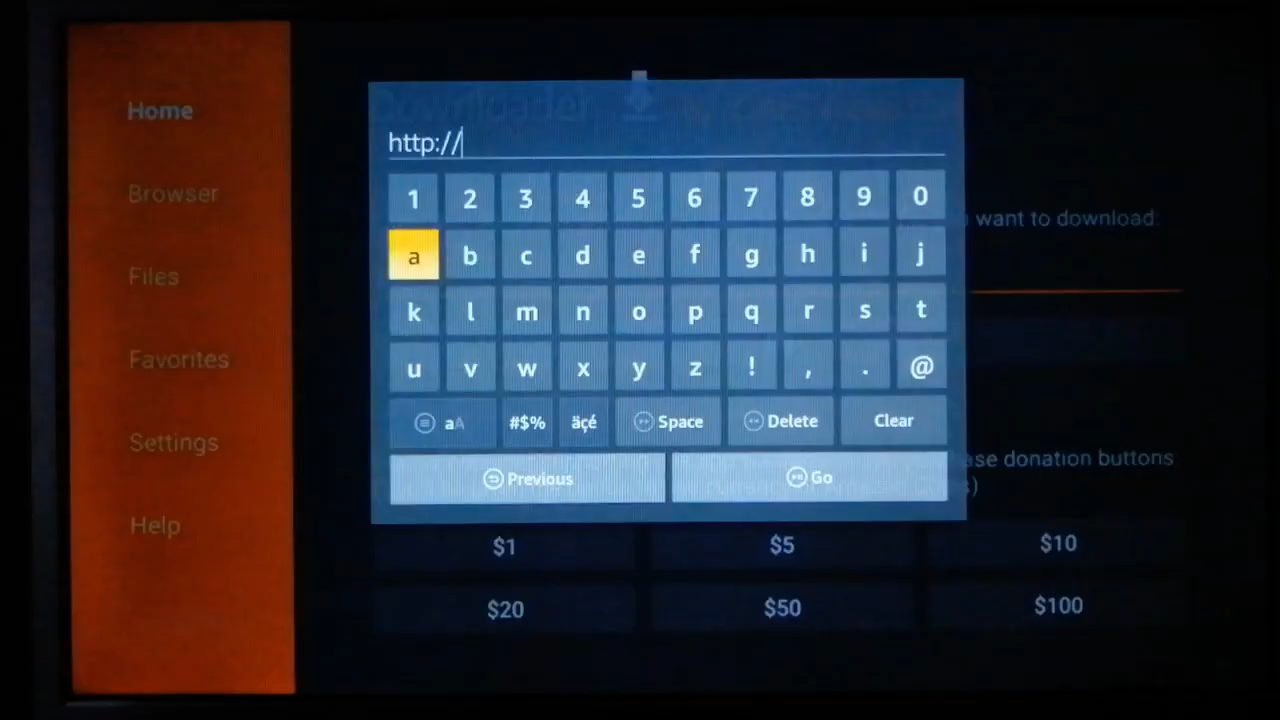 Home
Browser
Files
Favorites
Settings
Help
Downloader
http://
1 2 3 4 5 6 7 8 9 0
a b c d e f g h i j
k l m n o p q r s t
u v w x y z ! , . @
aA #$% äçé Space Delete Clear
Previous Go
want to download:
ase donation buttons
s)
$1 $5 $10
$20 $50 $100